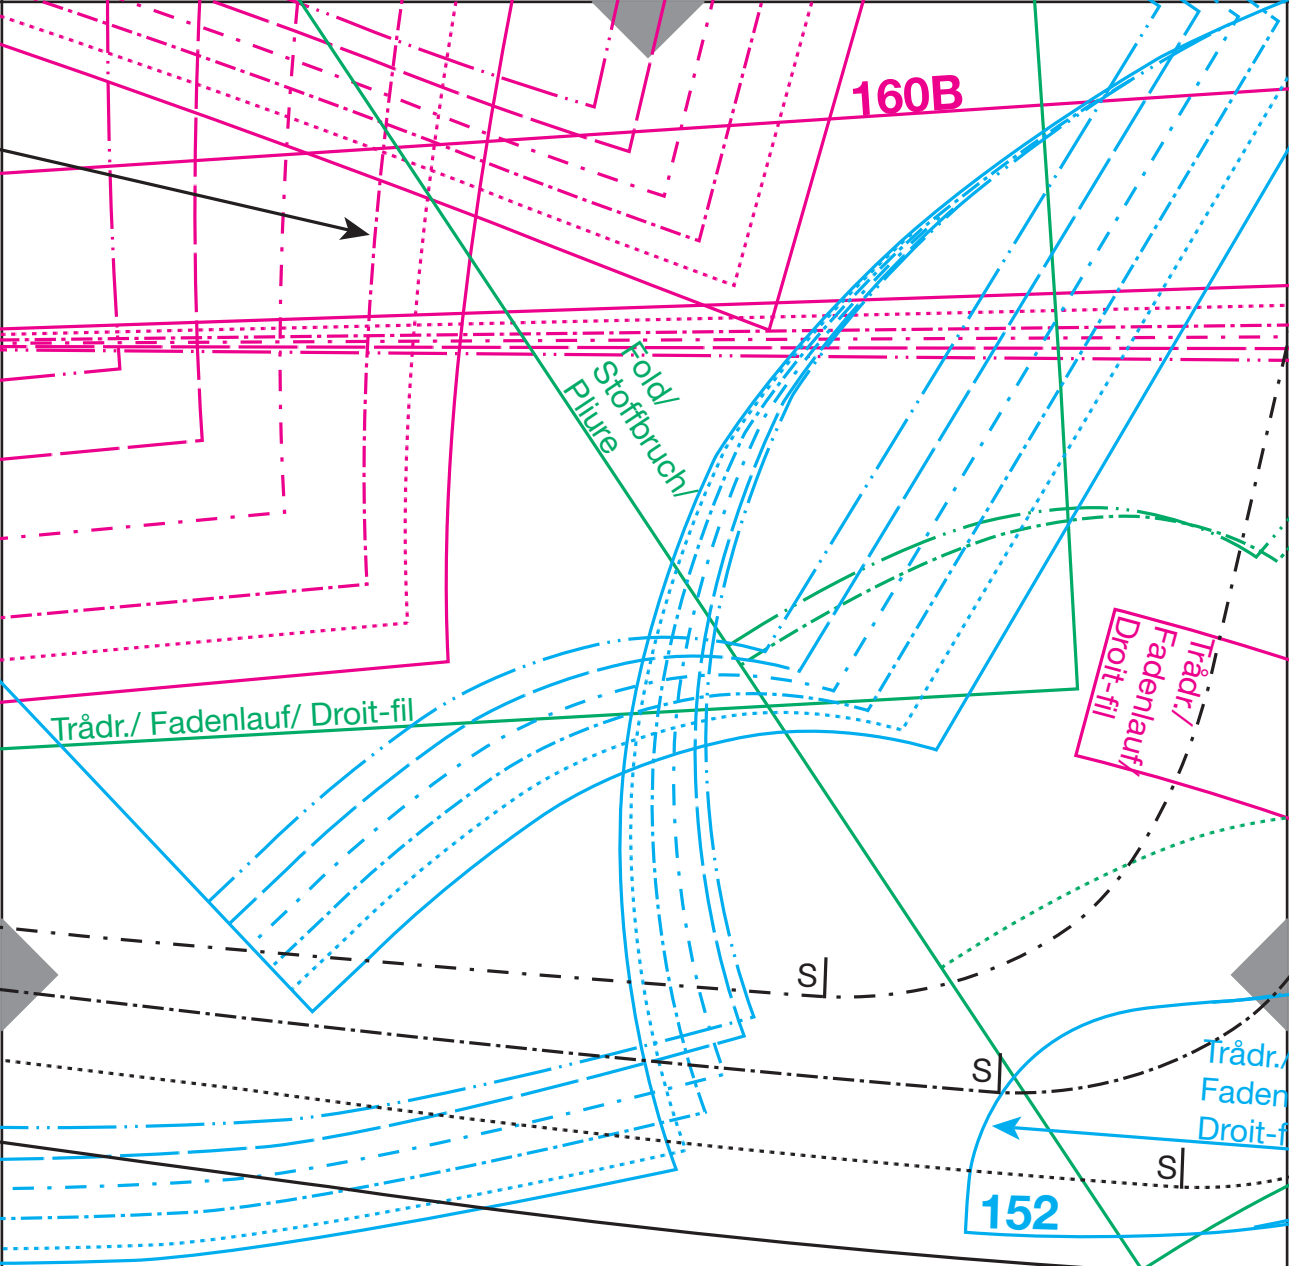 160B
Fold/
Stoffbruch/
Pliure
Trådr./ Fadenlauf/ Droit-fil
Trådr./
Fadenlauf/
Droit-fil
S
S
Trådr./
Faden
Droit-f
S
152